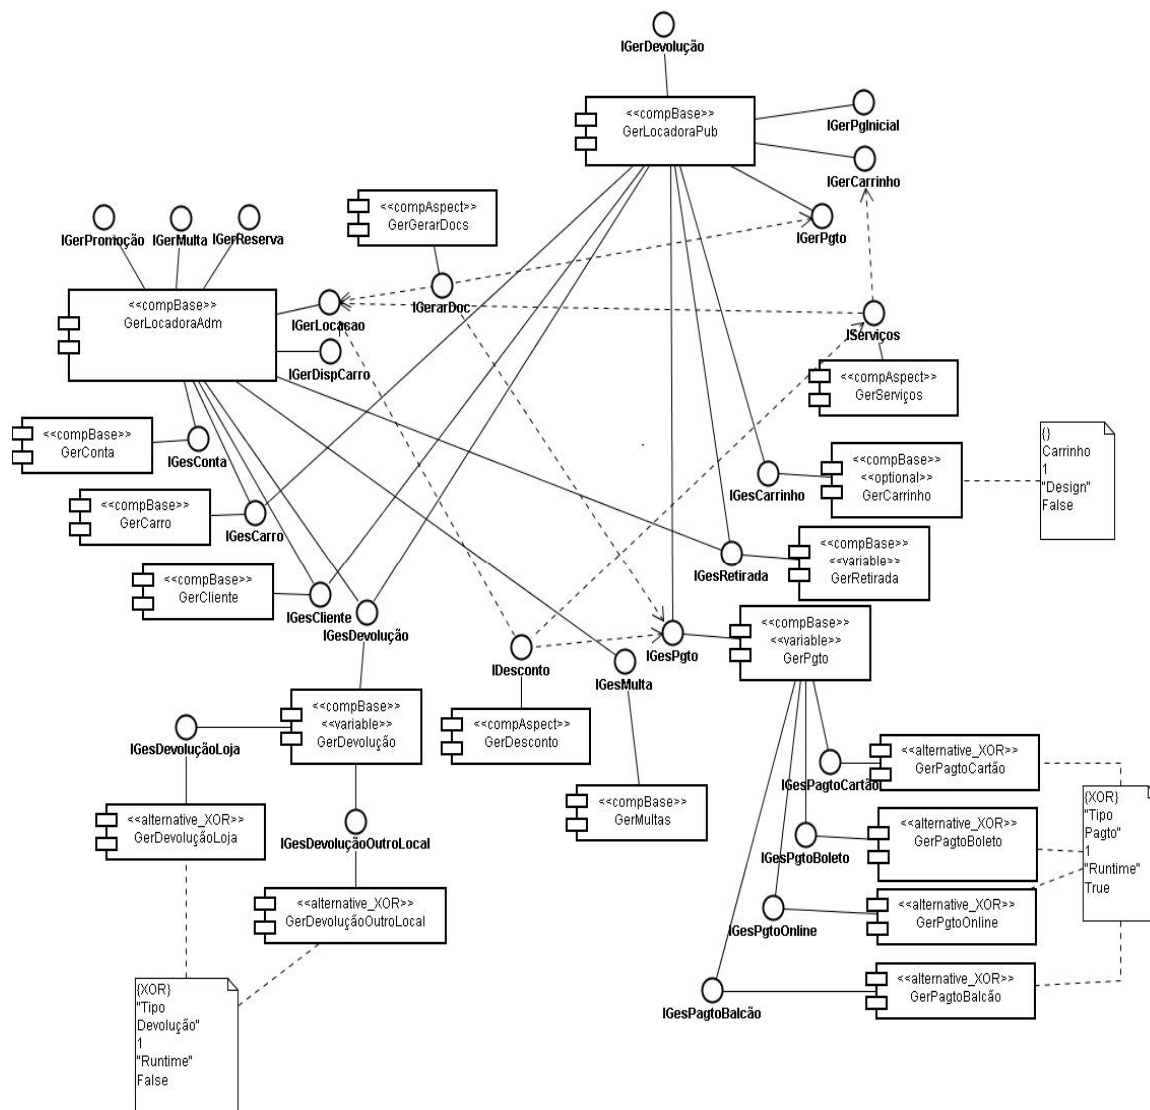 IGerDevolução
<<compBase>>
GerLocadoraPub
IGerPgInicial
IGerCarrinho
IGerPgto
<<compAspect>>
GerGerarDocs
IGerPromoção
IGerMulta
IGerReserva
IGerarDoc
<<compBase>>
GerLocadoraAdm
IGerLocasao
IGerDispCarro
IServiços
<<compAspect>>
GerServiços
<<compBase>>
GerConta
IGesConta
<<compBase>>
<<optional>>
GerCarrinho
IGesCarrinho
{}
Carrinho
1
"Design"
False
<<compBase>>
GerCarro
IGesCarro
<<compBase>>
<<variable>>
GerRetirada
IGesRetirada
<<compBase>>
GerCliente
IGesCliente
IGesDevolução
<<compBase>>
<<variable>>
GerPgto
IGesPgto
IDesconto
IGesMulta
<<compBase>>
<<variable>>
GerDevolução
<<compAspect>>
GerDesconto
IGesDevoluçãoLoja
<<alternative_XOR>>
GerPagtoCartão
IGesPagtoCartão
<<compBase>>
GerMultas
<<alternative_XOR>>
GerDevoluçãoLoja
IGesDevoluçãoOutroLocal
{XOR}
"Tipo
Pagto"
1
"Runtime"
True
<<alternative_XOR>>
GerPagtoBoleto
IGesPgtoBoleto
<<alternative_XOR>>
GerDevoluçãoOutroLocal
<<alternative_XOR>>
GerPgtoOnline
IGesPgtoOnline
<<alternative_XOR>>
GerPagtoBalcão
IGesPagtoBalcão
{XOR}
"Tipo
Devolução"
1
"Runtime"
False